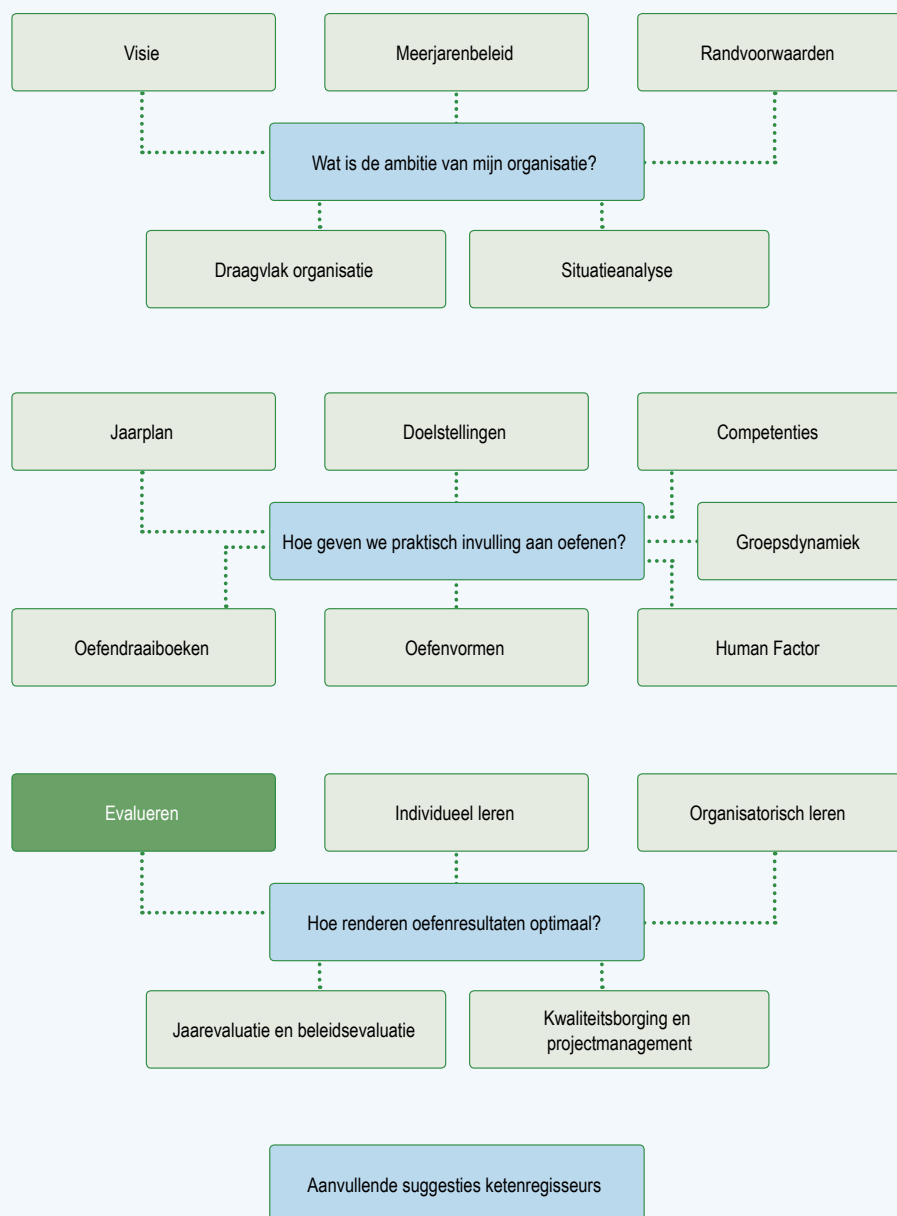 Visie
Meerjarenbeleid
Randvoorwaarden
Wat is de ambitie van mijn organisatie?
Draagvlak organisatie
Situatieanalyse
Jaarplan
Doelstellingen
Competenties
Hoe geven we praktisch invulling aan oefenen?
Groepsdynamiek
Oefendraaiboeken
Oefenvormen
Human Factor
Evalueren
Individueel leren
Organisatorisch leren
Hoe renderen oefenresultaten optimaal?
Jaarevaluatie en beleidsevaluatie
Kwaliteitsborging en
projectmanagement
Aanvullende suggesties ketenregisseurs